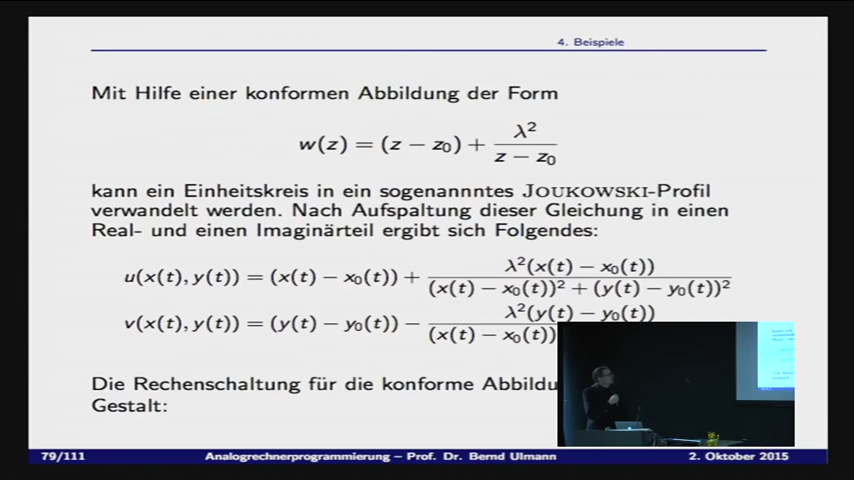 4. Beispiele
Mit Hilfe einer konformen Abbildung der Form
w(z) = (z − z₀) + λ² / (z − z₀)
kann ein Einheitskreis in ein sogenanntes JOUKOWSKI-Profil
verwandelt werden. Nach Aufspaltung dieser Gleichung in einen
Real- und einen Imaginärteil ergibt sich Folgendes:
u(x(t), y(t)) = (x(t) − x₀(t)) + λ²(x(t) − x₀(t)) / ((x(t) − x₀(t))² + (y(t) − y₀(t))²)
v(x(t), y(t)) = (y(t) − y₀(t)) − λ²(y(t) − y₀(t)) / (x(t) − x₀(t))
Die Rechenschaltung für die konforme Abbildu
Gestalt:
79/111 Analogrechnerprogrammierung – Prof. Dr. Bernd Ulmann 2. Oktober 2015